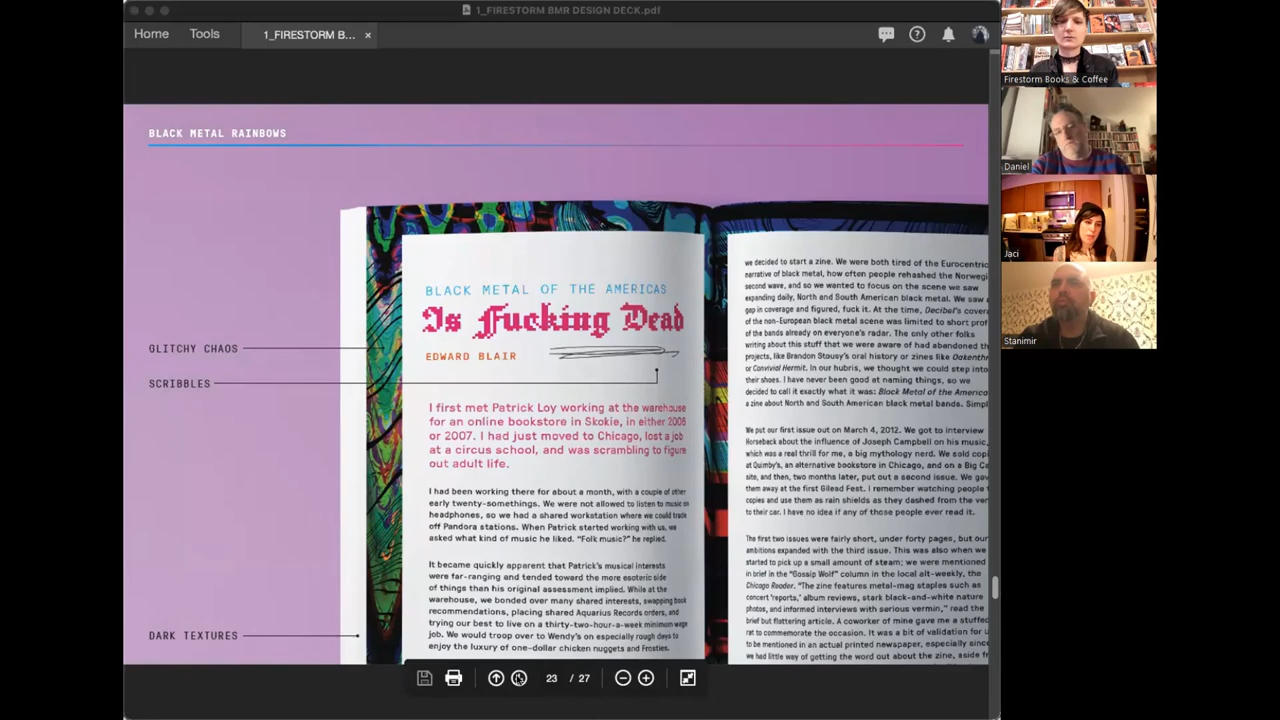 1_FIRESTORM BMR DESIGN DECK.pdf
Home
Tools
1_FIRESTORM B...
BLACK METAL RAINBOWS
GLITCHY CHAOS
SCRIBBLES
DARK TEXTURES
BLACK METAL OF THE AMERICAS
Is Fucking Dead
EDWARD BLAIR
I first met Patrick Loy working at the warehouse
for an online bookstore in Skokie, in either 2006
or 2007. I had just moved to Chicago, lost a job
at a circus school, and was scrambling to figure
out adult life.
I had been working there for about a month, with a couple of other
early twenty-somethings. We were not allowed to listen to music on
headphones, so we had a shared workstation where we could trade
off Pandora stations. When Patrick started working with us, we
asked what kind of music he liked. “Folk music?” he replied.
It became quickly apparent that Patrick’s musical interests
were far-ranging and tended toward the more esoteric side
of things than his original assessment implied. While at the
warehouse, we bonded over many shared interests, swapping book
recommendations, placing shared Aquarius Records orders, and
trying our best to live on a thirty-two-hour-a-week minimum wage
job. We would troop over to Wendy’s on especially rough days to
enjoy the luxury of one-dollar chicken nuggets and Frosties.
we decided to start a zine. We were both tired of the Eurocentric
narrative of black metal, how often people rehashed the Norwegi
second wave, and so we wanted to focus on the scene we saw
expanding daily, North and South American black metal. We saw a
gap in coverage and figured, fuck it. At the time, Decibel’s covera
of the non-European black metal scene was limited to short prof
of the bands already on everyone’s radar. The only other folks
writing about this stuff that we were aware of had abandoned th
projects, like Brandon Stousy’s oral history or zines like Oakenthr
or Convivial Hermit. In our hubris, we thought we could step into
their shoes. I have never been good at naming things, so we
decided to call it exactly what it was: Black Metal of the America
a zine about North and South American black metal bands. Simpl
We put our first issue out on March 4, 2012. We got to interview
Horseback about the influence of Joseph Campbell on his music,
which was a real thrill for me, a big mythology nerd. We sold copi
at Quimby’s, an alternative bookstore in Chicago, and on a Big Ca
site, and then, two months later, put out a second issue. We gav
them away at the first Gilead Fest. I remember watching people t
copies and use them as rain shields as they dashed from the ven
to their car. I have no idea if any of those people ever read it.
The first two issues were fairly short, under forty pages, but our
ambitions expanded with the third issue. This was also when we
started to pick up a small amount of steam; we were mentioned
in brief in the “Gossip Wolf” column in the local alt-weekly, the
Chicago Reader. “The zine features metal-mag staples such as
concert ‘reports,’ album reviews, stark black-and-white nature
photos, and informed interviews with serious vermin,” read the
brief but flattering article. A coworker of mine gave me a stuffed
rat to commemorate the occasion. It was a bit of validation for u
to be mentioned in an actual printed newspaper, especially since
we had little way of getting the word out about the zine, aside fr
23 / 27
Firestorm Books & Coffee
Daniel
Jaci
Stanimir